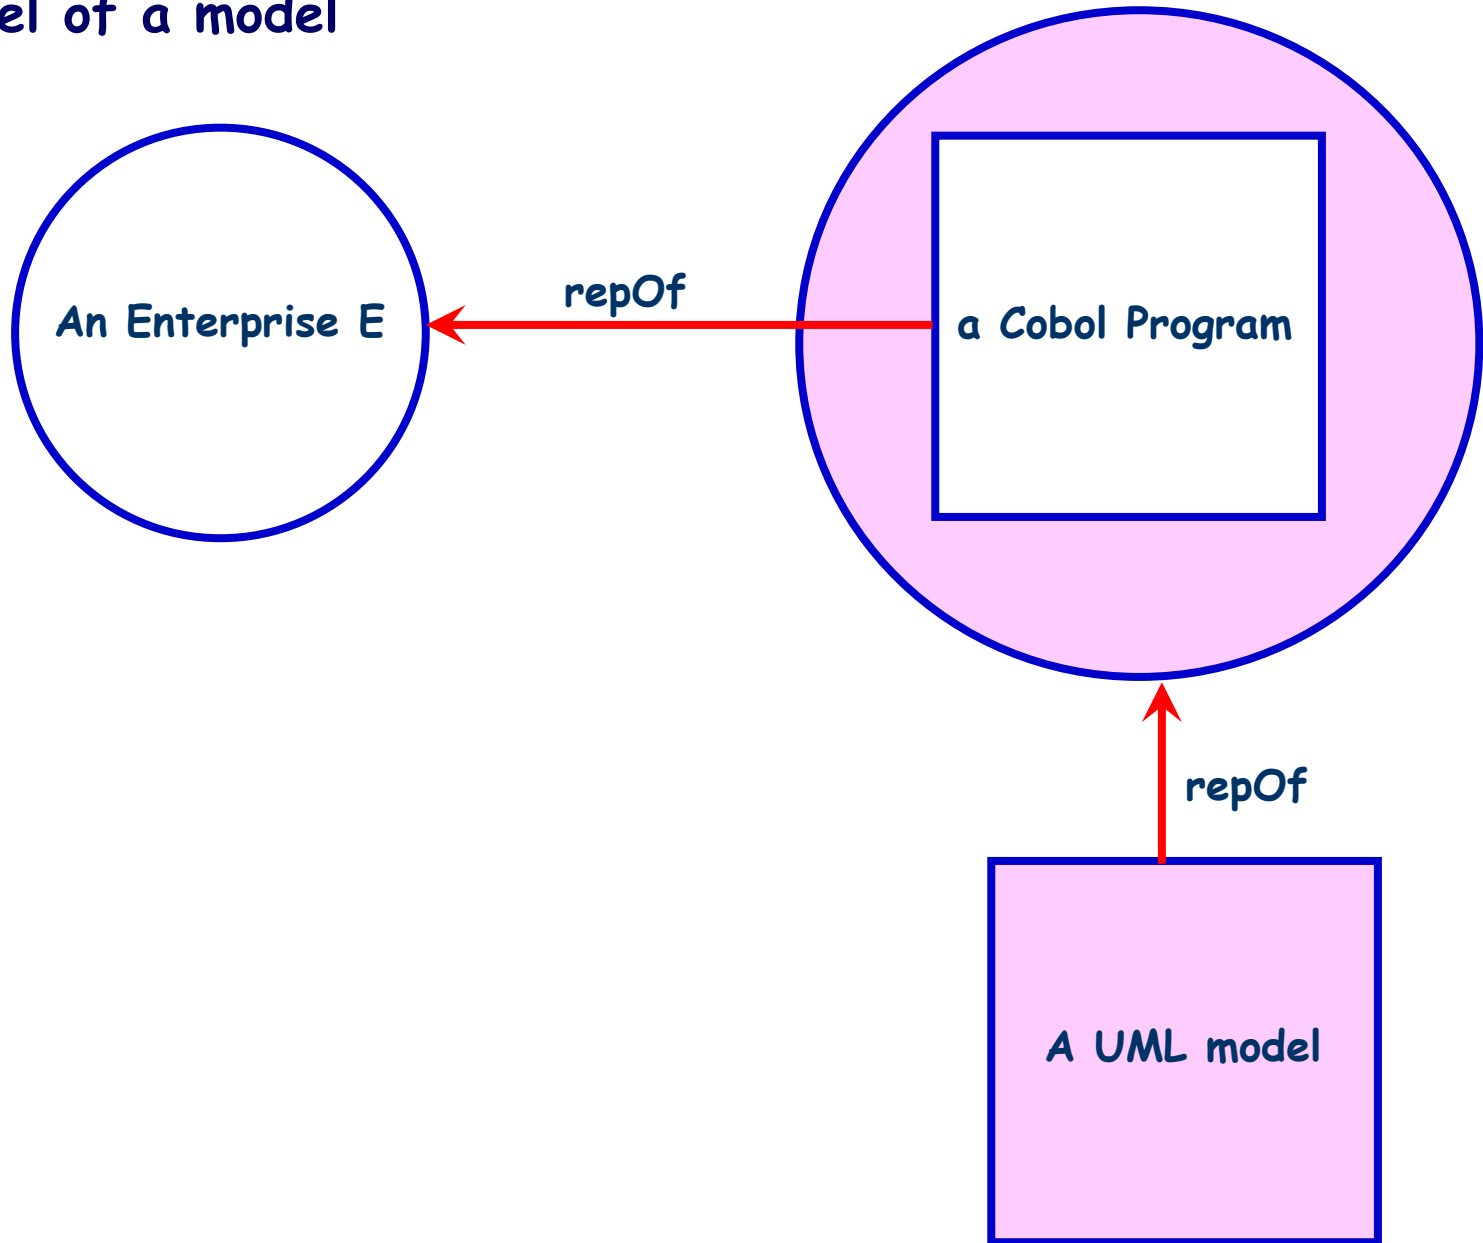 el of a model
repOf
An Enterprise E
a Cobol Program
repOf
A UML model